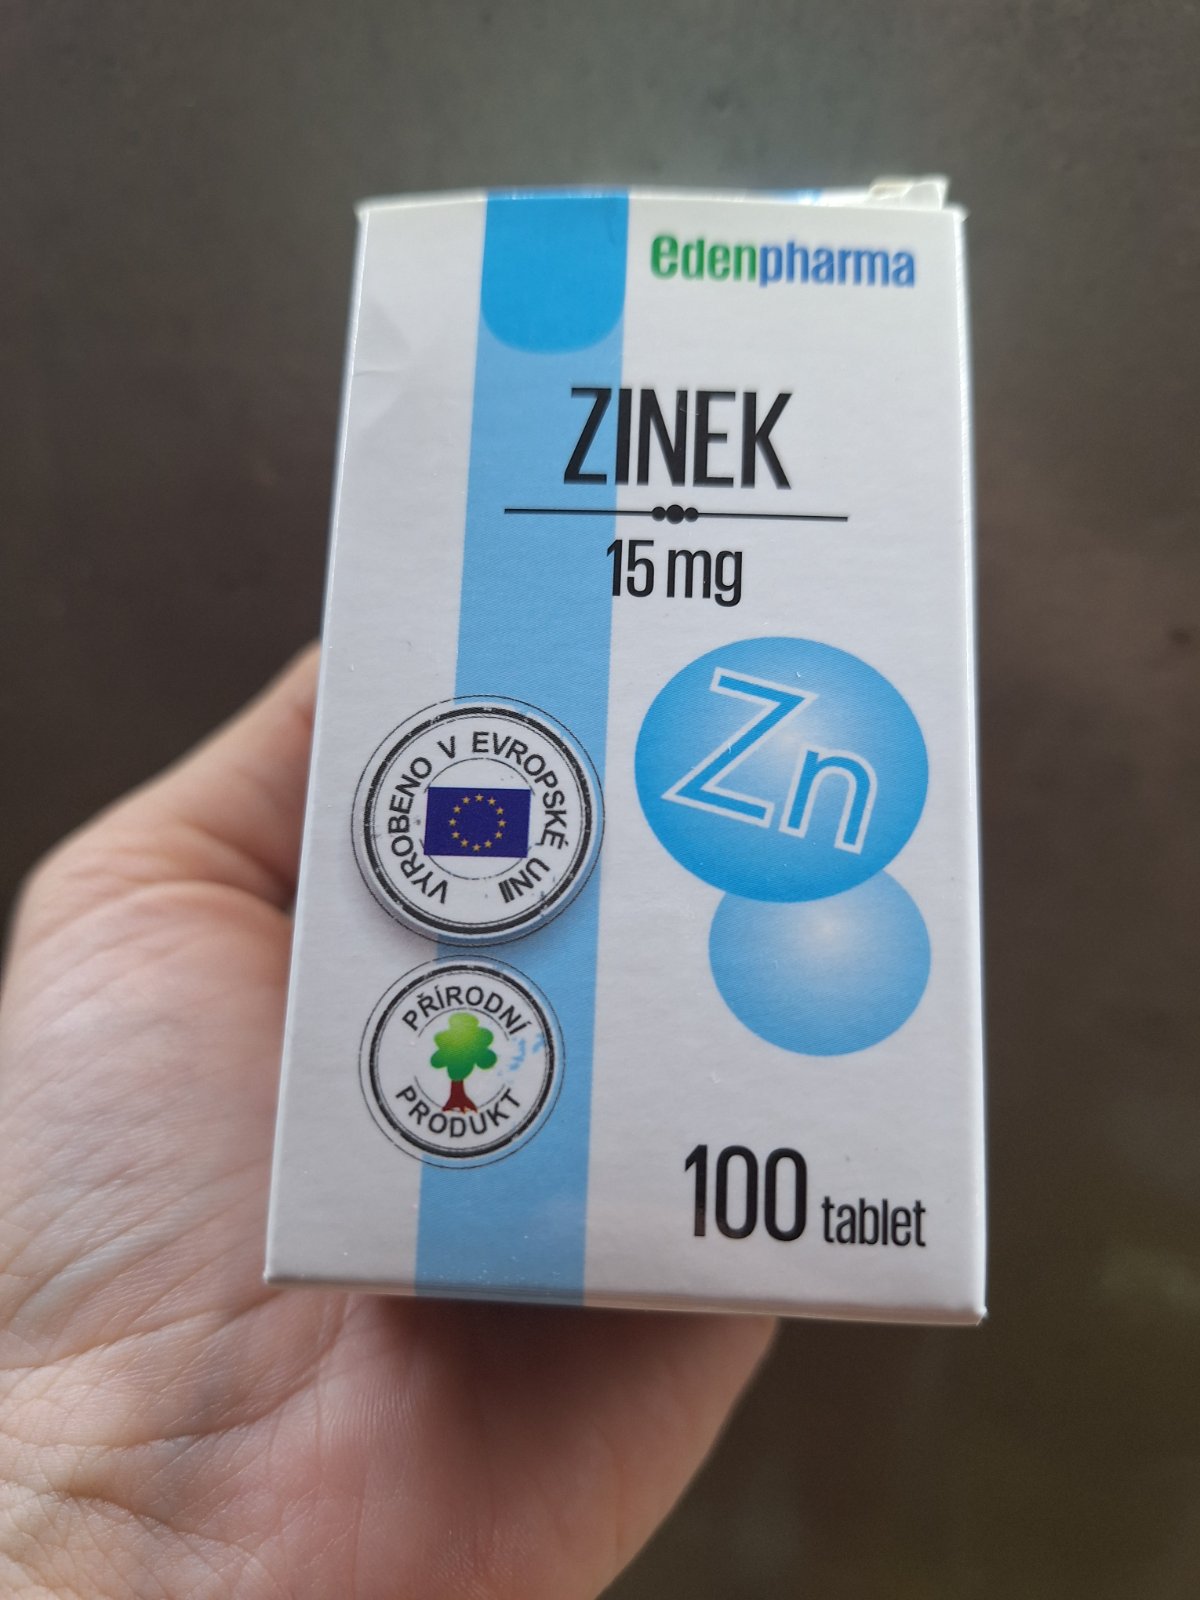 edenpharma
ZINEK
15 mg
Zn
VYROBENO V EVROPSKÉ UNII
PŘÍRODNÍ
PRODUKT
100 tablet